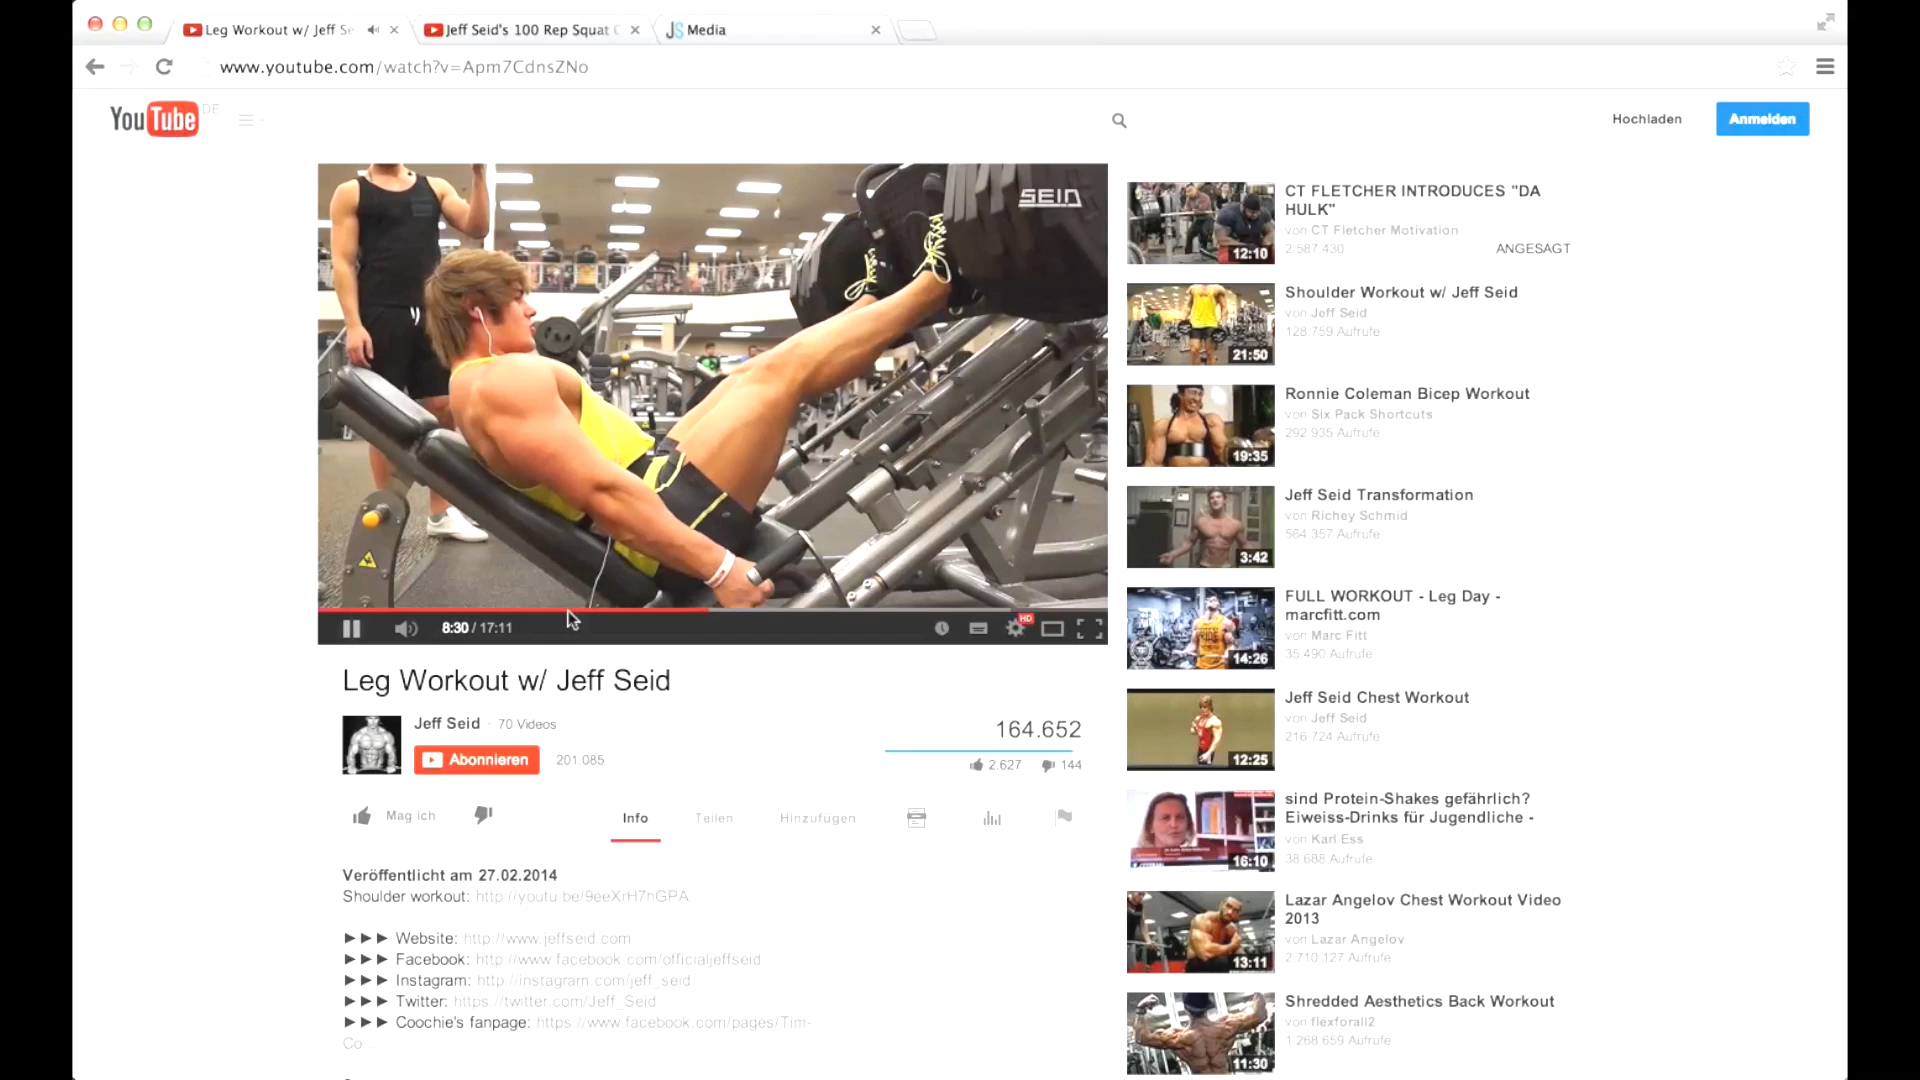 Leg Workout w/ Jeff Se
Jeff Seid's 100 Rep Squat C
JS Media
www.youtube.com/watch?v=Apm7CdnsZNo
YouTube DE
Hochladen
Anmelden
SEID
8:30 / 17:11
HD
Leg Workout w/ Jeff Seid
Jeff Seid · 70 Videos
Abonnieren 201 085
164.652
2.627 144
Mag ich
Info Teilen Hinzufügen
Veröffentlicht am 27.02.2014
Shoulder workout: http://youtu.be/9eeXrH7hGPA
►►► Website: http://www.jeffseid.com
►►► Facebook: http://www.facebook.com/officialjeffseid
►►► Instagram: http://instagram.com/jeff_seid
►►► Twitter: https://twitter.com/Jeff_Seid
►►► Coochie's fanpage: https://www.facebook.com/pages/Tim-
Co...
CT FLETCHER INTRODUCES "DA
HULK"
von CT Fletcher Motivation
2 587 430 ANGESAGT
12:10
Shoulder Workout w/ Jeff Seid
von Jeff Seid
128.759 Aufrufe
21:50
Ronnie Coleman Bicep Workout
von Six Pack Shortcuts
292 935 Aufrufe
19:35
Jeff Seid Transformation
von Richey Schmid
564 357 Aufrufe
3:42
FULL WORKOUT - Leg Day -
marcfitt.com
von Marc Fitt
35 490 Aufrufe
14:26
Jeff Seid Chest Workout
von Jeff Seid
216 724 Aufrufe
12:25
sind Protein-Shakes gefährlich?
Eiweiss-Drinks für Jugendliche -
von Karl Ess
38 688 Aufrufe
16:10
Lazar Angelov Chest Workout Video
2013
von Lazar Angelov
2 710 127 Aufrufe
13:11
Shredded Aesthetics Back Workout
von flexforall2
1 268 659 Aufrufe
11:30